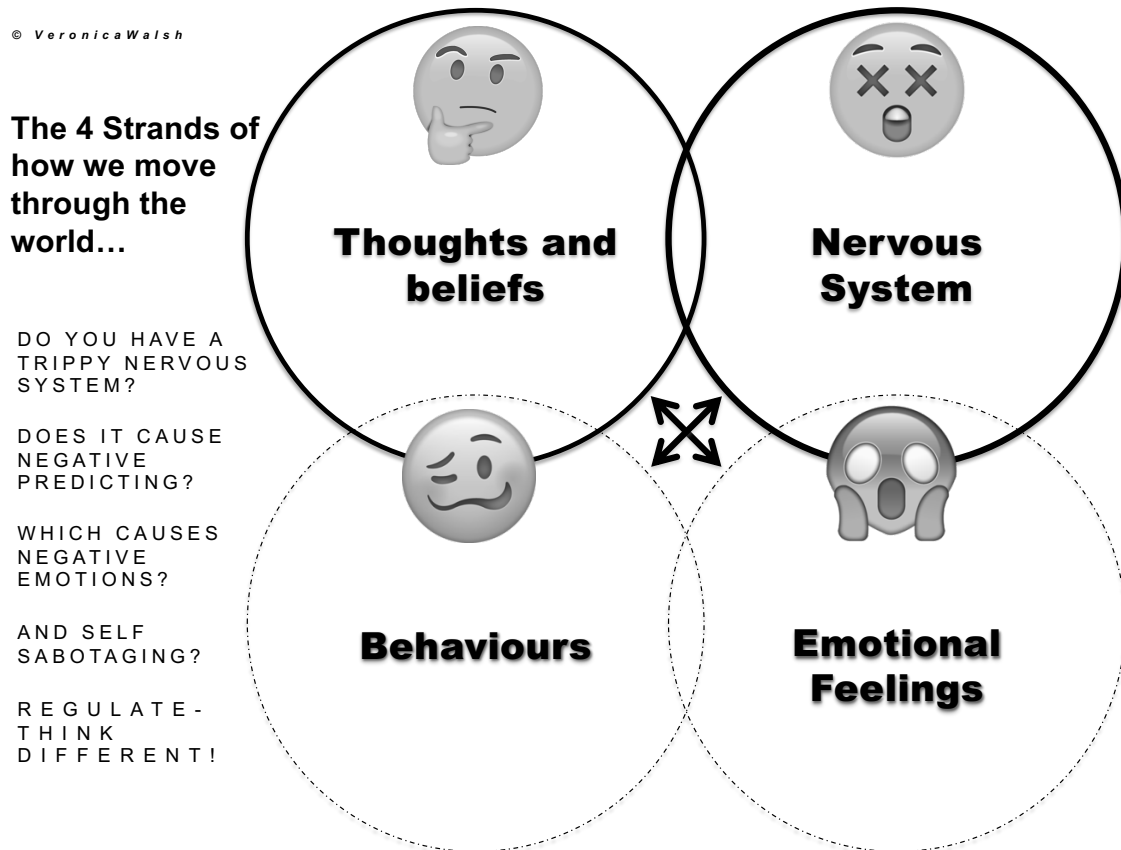 © VeronicaWalsh
The 4 Strands of
how we move
through the
world…
DO YOU HAVE A
TRIPPY NERVOUS
SYSTEM?
DOES IT CAUSE
NEGATIVE
PREDICTING?
WHICH CAUSES
NEGATIVE
EMOTIONS?
AND SELF
SABOTAGING?
REGULATE-
THINK
DIFFERENT!
Thoughts and
beliefs
Nervous
System
Behaviours
Emotional
Feelings